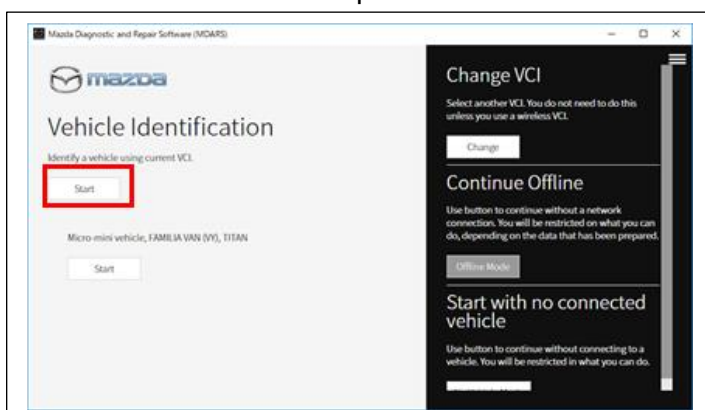 Mazda Diagnostic and Repair Software (MDARS)
mazda
Vehicle Identification
Identify a vehicle using current VCI.
Start
Micro-mini vehicle, FAMILIA VAN (VY), TITAN
Start
Change VCI
Select another VCI. You do not need to do this
unless you use a wireless VCI.
Change
Continue Offline
Use button to continue without a network
connection. You will be restricted on what you can
do, depending on the data that has been prepared.
Offline Mode
Start with no connected
vehicle
Use button to continue without connecting to a
vehicle. You will be restricted in what you can do.